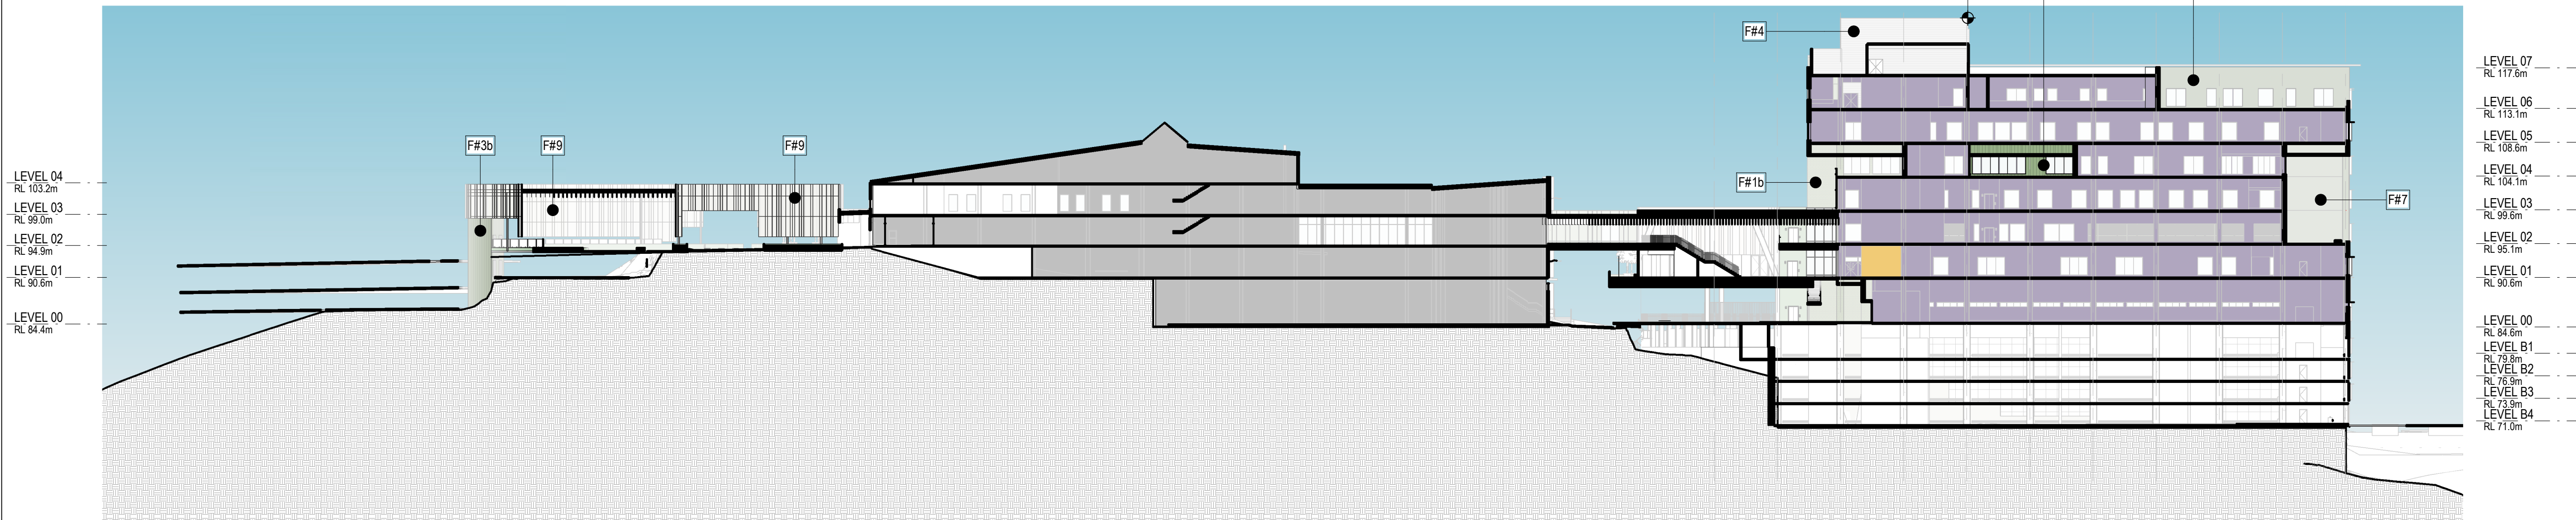 F#4
F#3b
F#9
F#9
F#1b
F#7
LEVEL 04
RL 103.2m
LEVEL 03
RL 99.0m
LEVEL 02
RL 94.9m
LEVEL 01
RL 90.6m
LEVEL 00
RL 84.4m
LEVEL 07
RL 117.6m
LEVEL 06
RL 113.1m
LEVEL 05
RL 108.6m
LEVEL 04
RL 104.1m
LEVEL 03
RL 99.6m
LEVEL 02
RL 95.1m
LEVEL 01
RL 90.6m
LEVEL 00
RL 84.6m
LEVEL B1
RL 79.8m
LEVEL B2
RL 76.9m
LEVEL B3
RL 73.9m
LEVEL B4
RL 71.0m